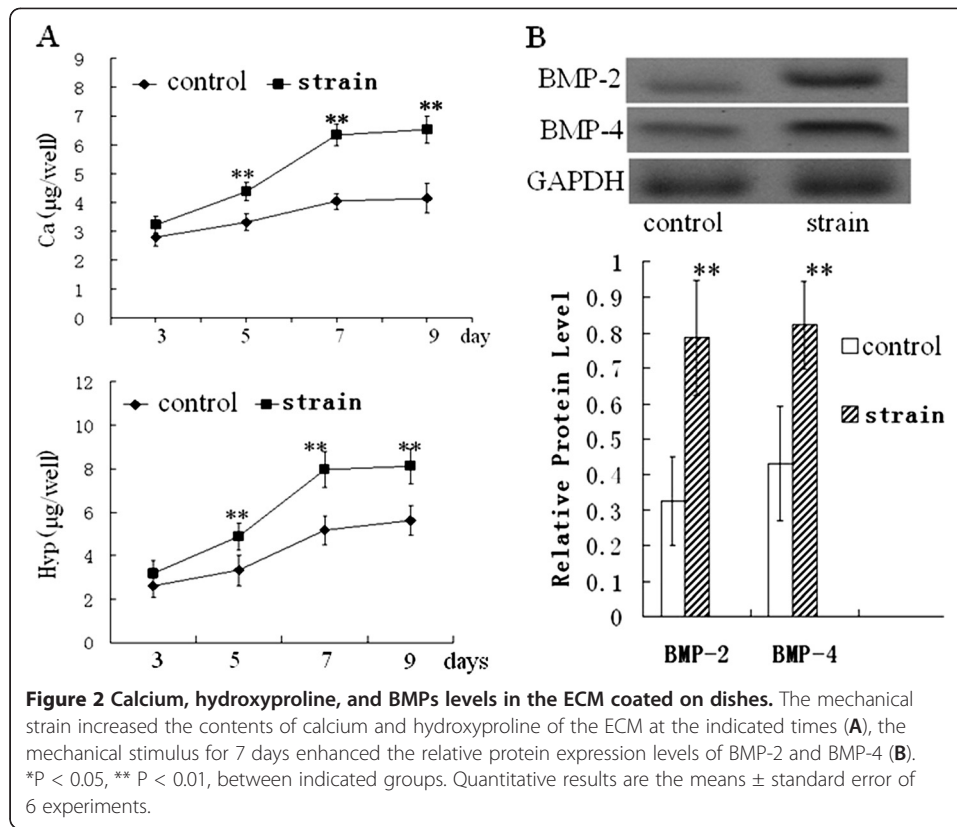 A
9
8
7
6
5
4
3
2
1
0
Ca (μg/well)
control strain
** ** **
3 5 7 9 day
12
10
8
6
4
2
0
Hyp (μg/well)
control strain
** ** **
3 5 7 9 days
B
BMP-2
BMP-4
GAPDH
control strain
1
0.9
0.8
0.7
0.6
0.5
0.4
0.3
0.2
0.1
0
Relative Protein Level
** **
control
strain
BMP-2 BMP-4
Figure 2 Calcium, hydroxyproline, and BMPs levels in the ECM coated on dishes. The mechanical
strain increased the contents of calcium and hydroxyproline of the ECM at the indicated times (A), the
mechanical stimulus for 7 days enhanced the relative protein expression levels of BMP-2 and BMP-4 (B).
*P < 0.05, ** P < 0.01, between indicated groups. Quantitative results are the means ± standard error of
6 experiments.